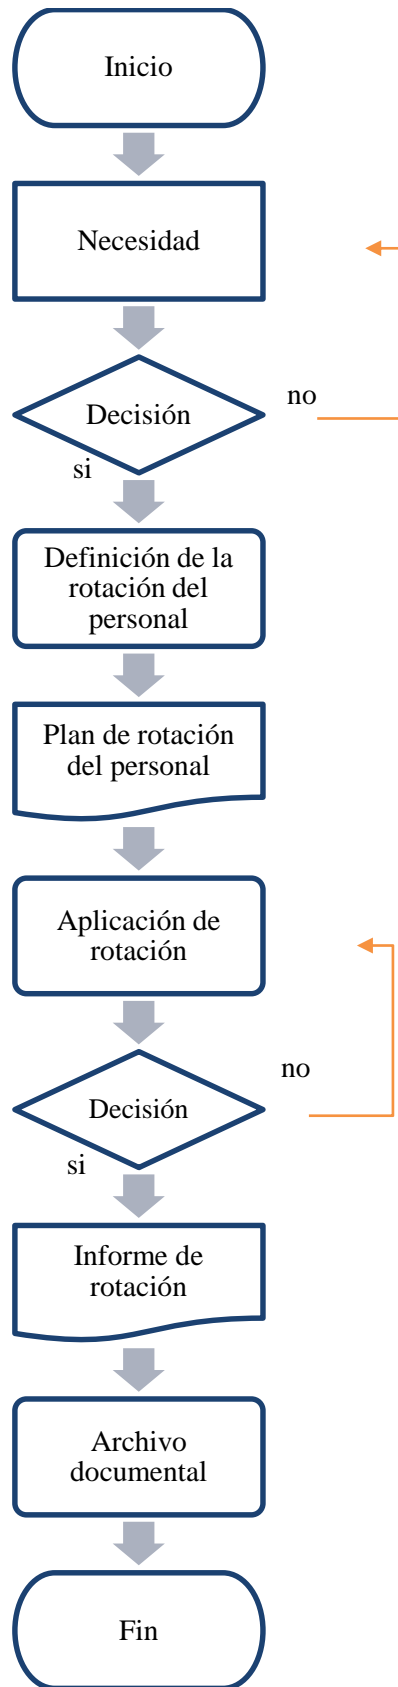 Inicio
Necesidad
Decisión
no
si
Definición de la
rotación del
personal
Plan de rotación
del personal
Aplicación de
rotación
Decisión
no
si
Informe de
rotación
Archivo
documental
Fin